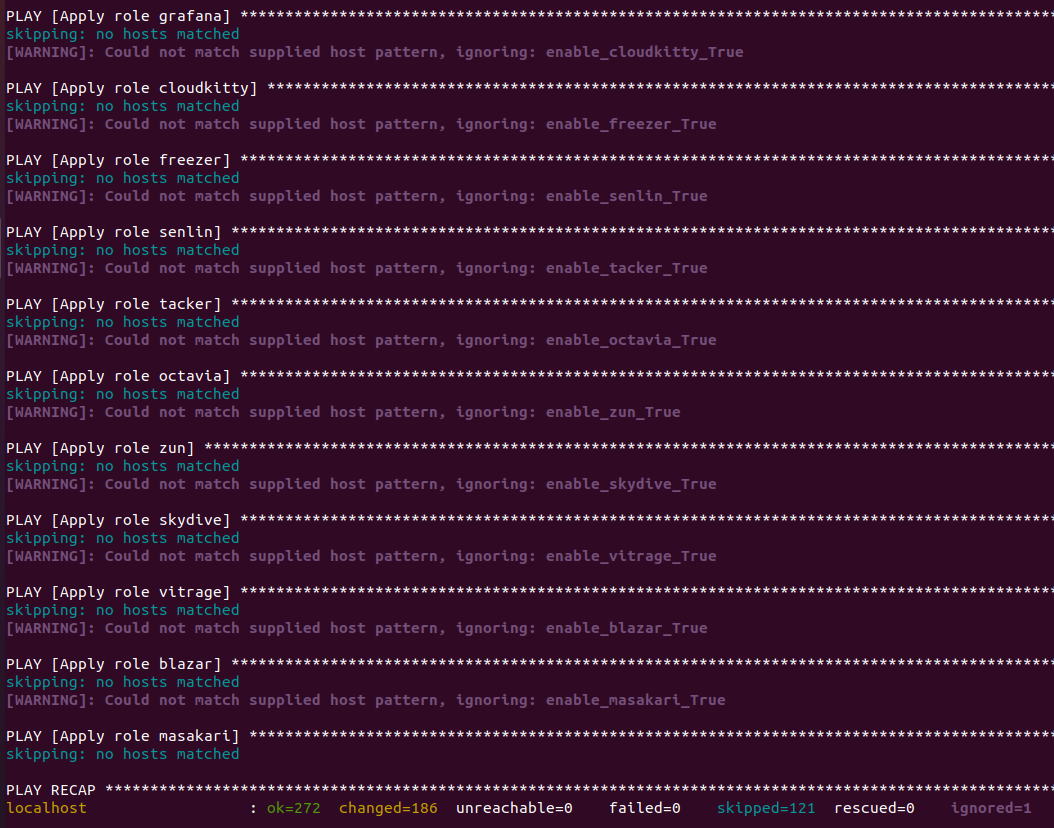 PLAY [Apply role grafana] ******************************************************************************************
skipping: no hosts matched
[WARNING]: Could not match supplied host pattern, ignoring: enable_cloudkitty_True
PLAY [Apply role cloudkitty] ***************************************************************************************
skipping: no hosts matched
[WARNING]: Could not match supplied host pattern, ignoring: enable_freezer_True
PLAY [Apply role freezer] ******************************************************************************************
skipping: no hosts matched
[WARNING]: Could not match supplied host pattern, ignoring: enable_senlin_True
PLAY [Apply role senlin] *******************************************************************************************
skipping: no hosts matched
[WARNING]: Could not match supplied host pattern, ignoring: enable_tacker_True
PLAY [Apply role tacker] *******************************************************************************************
skipping: no hosts matched
[WARNING]: Could not match supplied host pattern, ignoring: enable_octavia_True
PLAY [Apply role octavia] ******************************************************************************************
skipping: no hosts matched
[WARNING]: Could not match supplied host pattern, ignoring: enable_zun_True
PLAY [Apply role zun] **********************************************************************************************
skipping: no hosts matched
[WARNING]: Could not match supplied host pattern, ignoring: enable_skydive_True
PLAY [Apply role skydive] ******************************************************************************************
skipping: no hosts matched
[WARNING]: Could not match supplied host pattern, ignoring: enable_vitrage_True
PLAY [Apply role vitrage] ******************************************************************************************
skipping: no hosts matched
[WARNING]: Could not match supplied host pattern, ignoring: enable_blazar_True
PLAY [Apply role blazar] *******************************************************************************************
skipping: no hosts matched
[WARNING]: Could not match supplied host pattern, ignoring: enable_masakari_True
PLAY [Apply role masakari] *****************************************************************************************
skipping: no hosts matched
PLAY RECAP *********************************************************************************************************
localhost                  : ok=272  changed=186  unreachable=0    failed=0    skipped=121  rescued=0    ignored=1